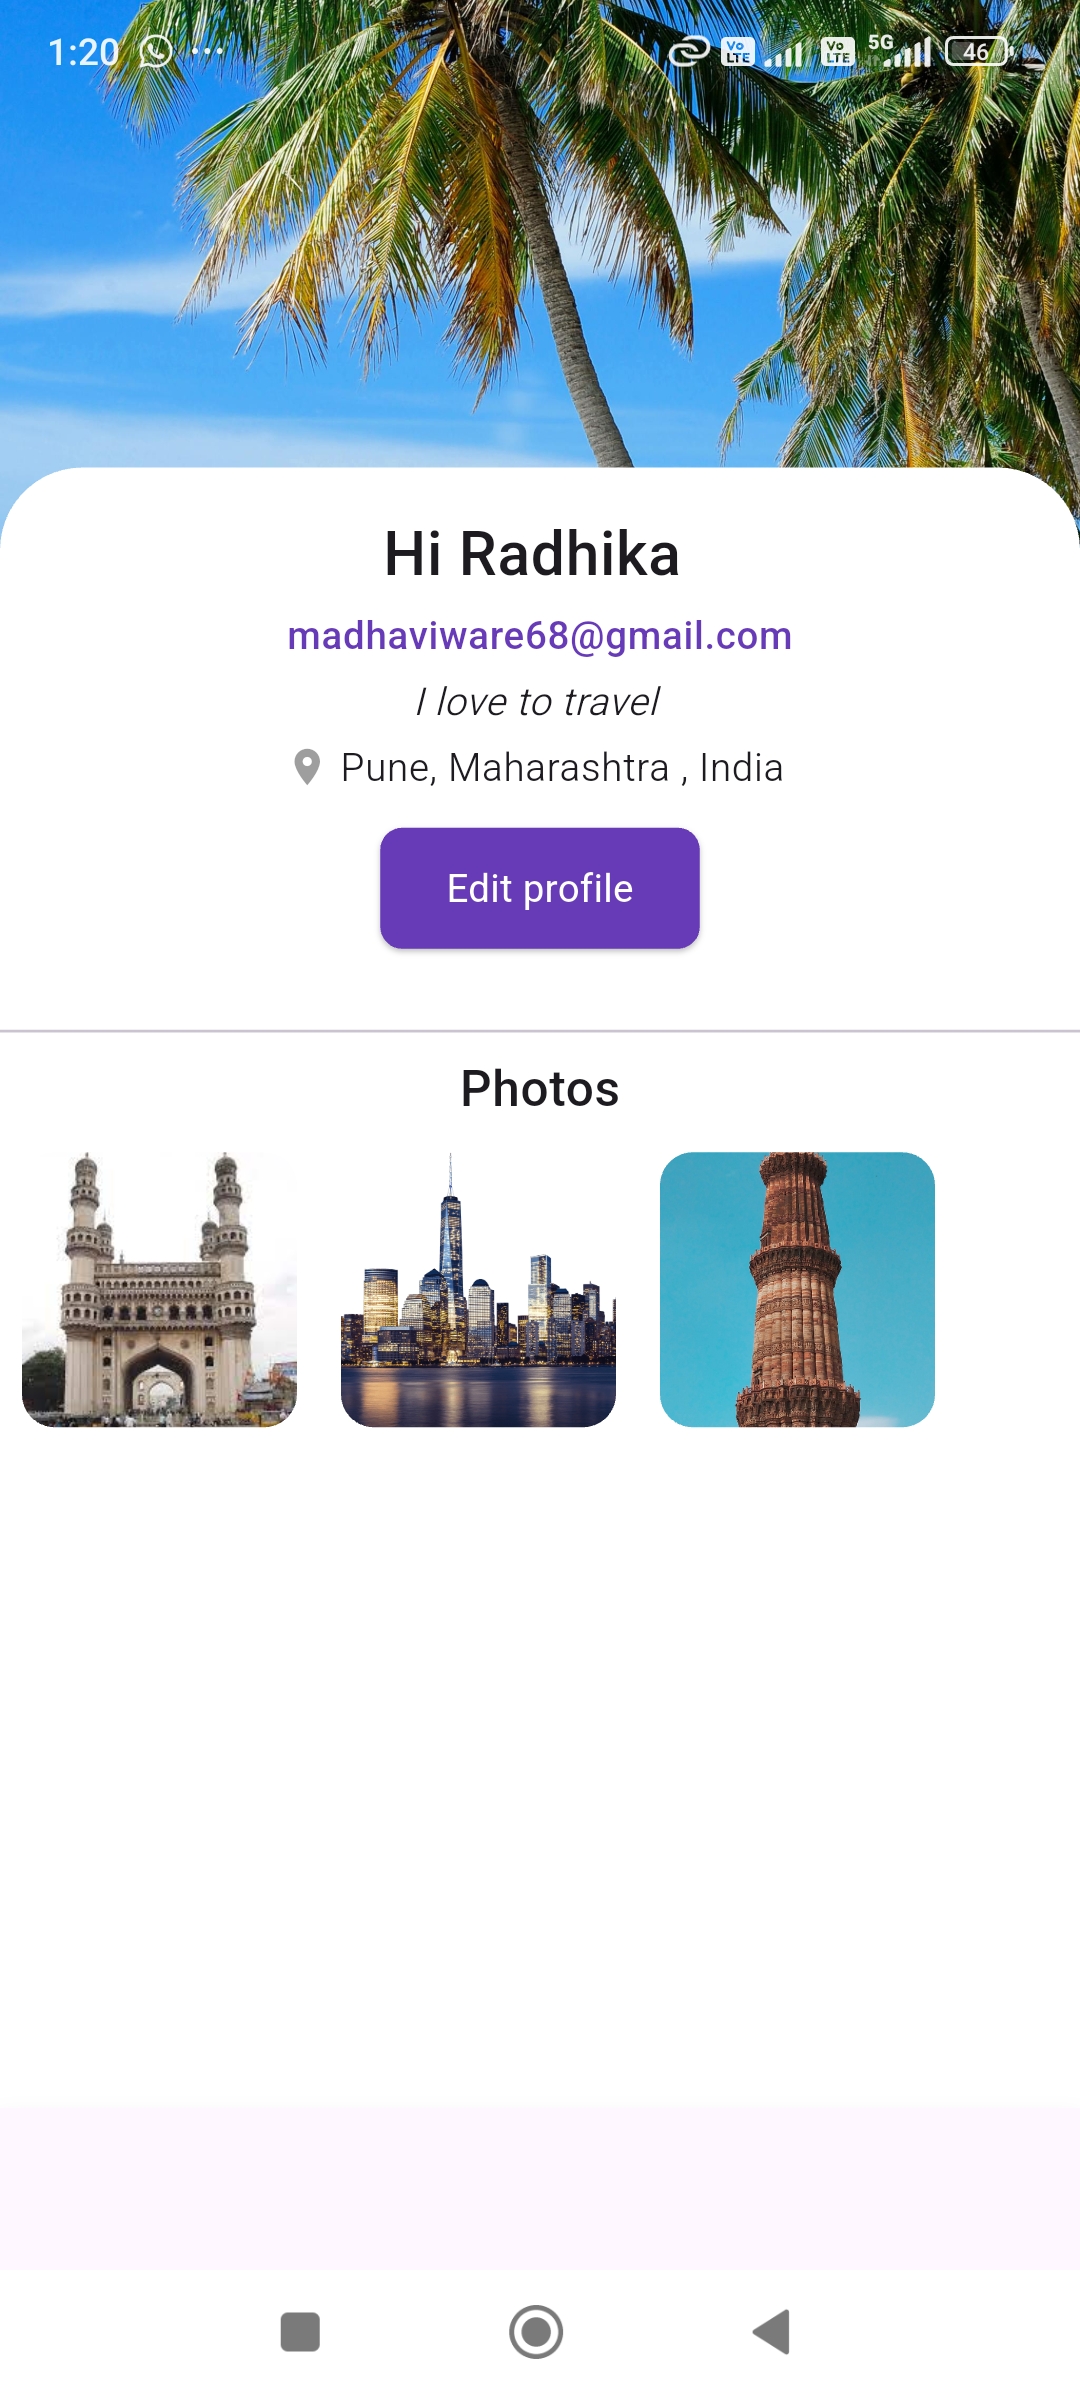 1:20 ... Vo LTE Vo LTE 5G 46
Hi Radhika
madhaviware68@gmail.com
I love to travel
Pune, Maharashtra , India
Edit profile
Photos